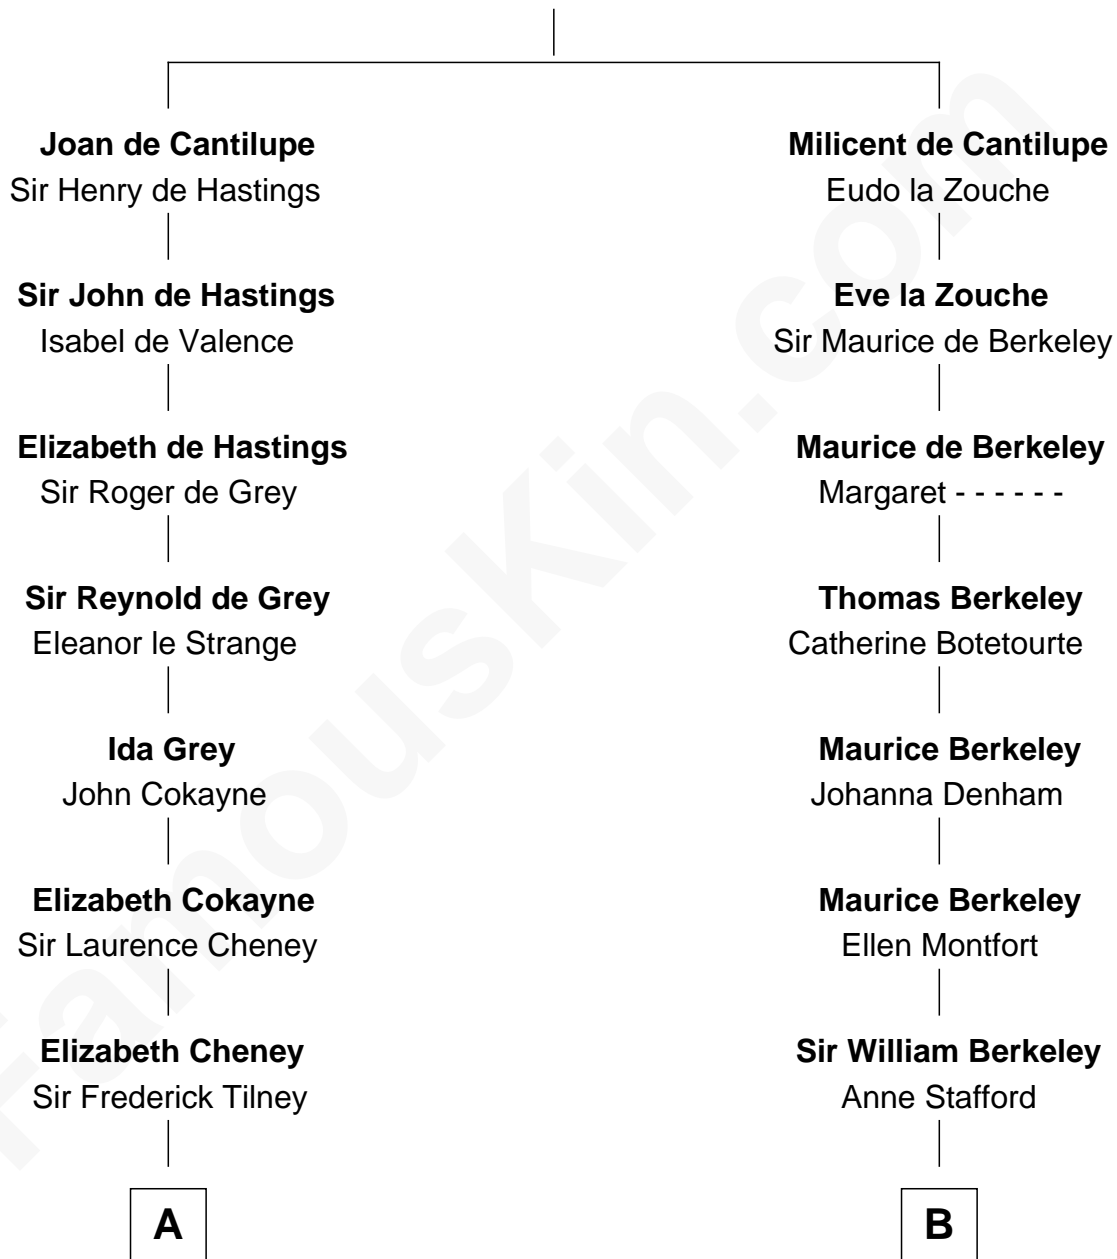 Joan de Cantilupe
Sir Henry de Hastings
Sir John de Hastings
Isabel de Valence
Elizabeth de Hastings
Sir Roger de Grey
Sir Reynold de Grey
Eleanor le Strange
Ida Grey
John Cokayne
Elizabeth Cokayne
Sir Laurence Cheney
Elizabeth Cheney
Sir Frederick Tilney
A
Milicent de Cantilupe
Eudo la Zouche
Eve la Zouche
Sir Maurice de Berkeley
Maurice de Berkeley
Margaret - - - - - -
Thomas Berkeley
Catherine Botetourte
Maurice Berkeley
Johanna Denham
Maurice Berkeley
Ellen Montfort
Sir William Berkeley
Anne Stafford
B
FamousKin.com